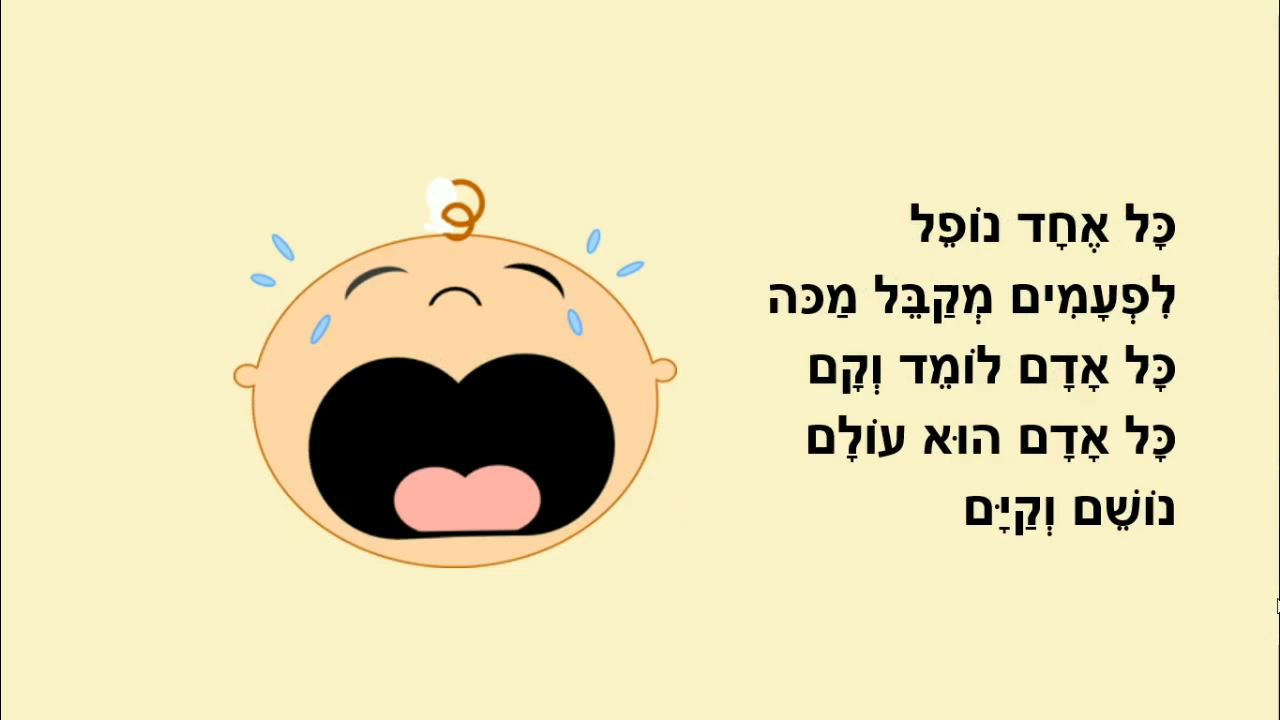 כָּל אֶחָד נוֹפֵל
לִפְעָמִים מְקַבֵּל מַכּה
כָּל אָדָם לוֹמֵד וְקָם
כָּל אָדָם הוּא עוֹלָם
נוֹשֵׁם וְקַיָּם